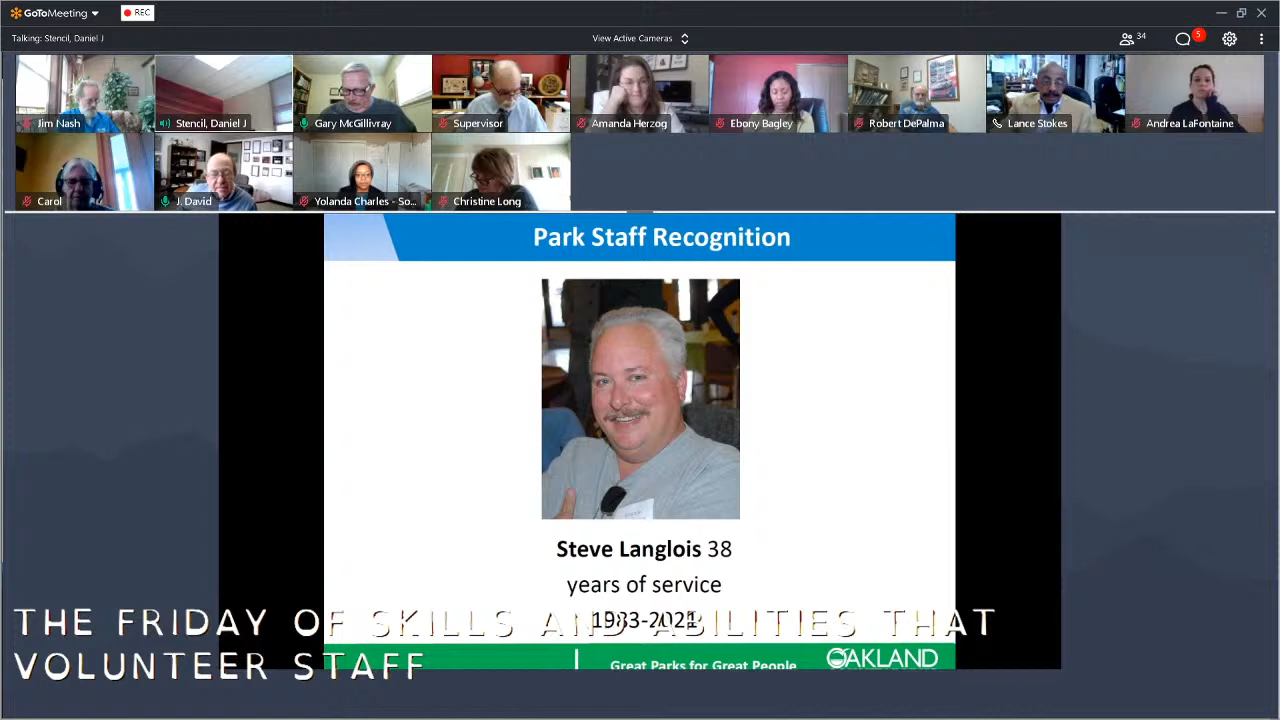 GoToMeeting
REC
Talking: Stencil, Daniel J
View Active Cameras
34
5
Jim Nash
Stencil, Daniel J
Gary McGillivray
Supervisor
Amanda Herzog
Ebony Bagley
Robert DePalma
Lance Stokes
Andrea LaFontaine
Carol
J. David
Yolanda Charles - So...
Christine Long
Park Staff Recognition
Steve Langlois 38
years of service
1983-2021
THE FRIDAY OF SKILLS AND ABILITIES THAT
VOLUNTEER STAFF
Great Parks for Great People
OAKLAND